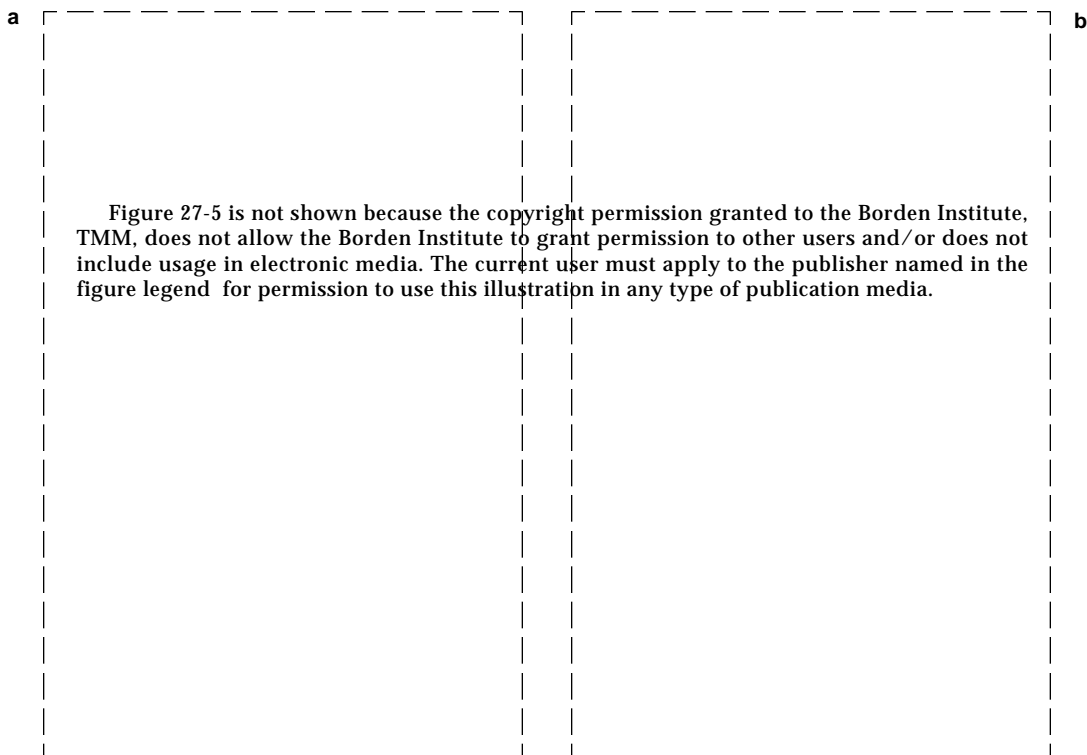 a
b
Figure 27-5 is not shown because the copyright permission granted to the Borden Institute,
TMM, does not allow the Borden Institute to grant permission to other users and/or does not
include usage in electronic media. The current user must apply to the publisher named in the
figure legend  for permission to use this illustration in any type of publication media.